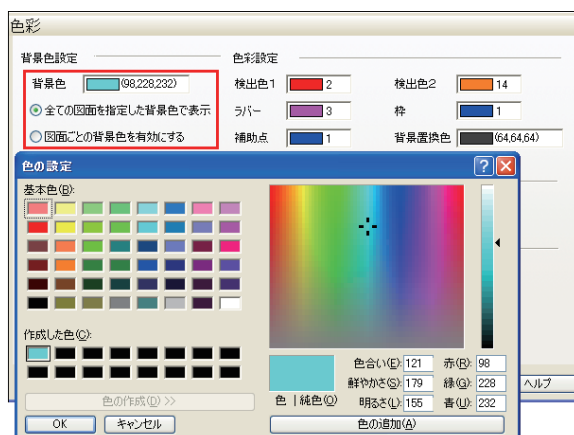 色彩
背景色設定
色彩設定
背景色 (98,228,232)
検出色1 2
検出色2 14
全ての図面を指定した背景色で表示
ラバー 3
枠 1
図面ごとの背景色を有効にする
補助点 1
背景置換色 (64,64,64)
色の設定
基本色(B):
作成した色(C):
色の作成(D) >>
OK
キャンセル
色 | 純色(O)
色合い(E): 121
赤(R): 98
鮮やかさ(S): 179
緑(G): 228
明るさ(L): 155
青(U): 232
色の追加(A)
ヘルプ